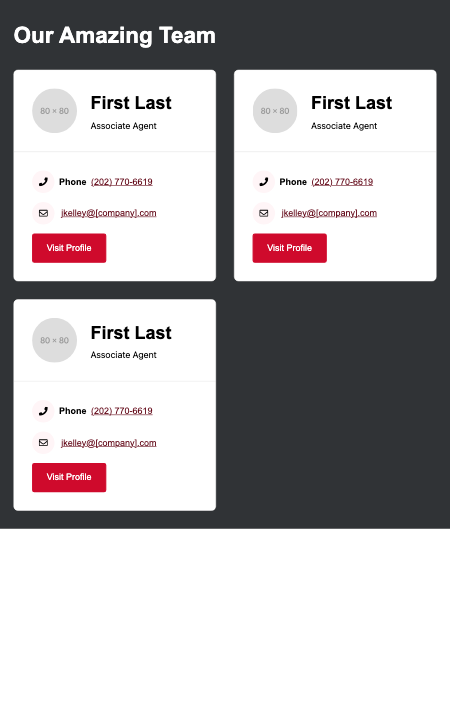 Our Amazing Team
80 × 80
First Last
Associate Agent
Phone (202) 770-6619
jkelley@[company].com
Visit Profile
80 × 80
First Last
Associate Agent
Phone (202) 770-6619
jkelley@[company].com
Visit Profile
80 × 80
First Last
Associate Agent
Phone (202) 770-6619
jkelley@[company].com
Visit Profile